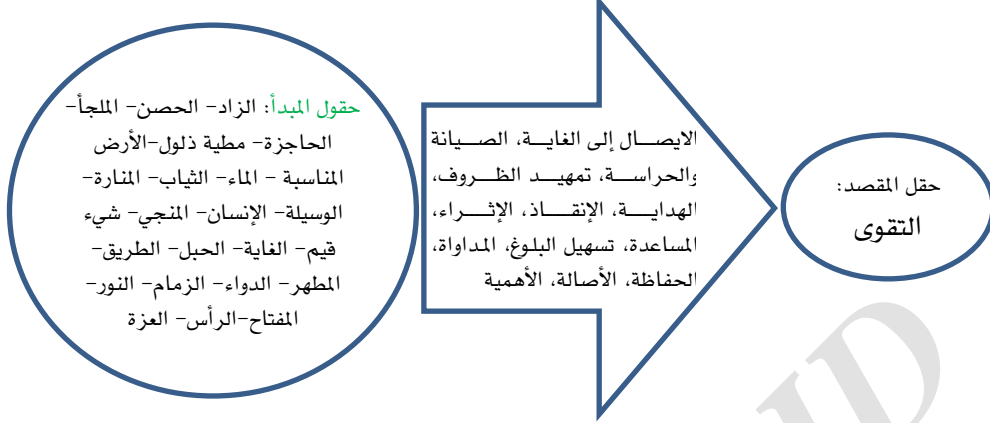 حقول المبدأ: الزاد- الحصن- الملجأ-
الحاجزة- مطية ذلول-الأرض
المناسبة – الماء- الثياب- المنارة-
الوسيلة- الإنسان- المنجي- شيء
قيم- الغاية- الحبل- الطريق-
المطهر- الدواء- الزمام- النور-
المفتاح-الرأس- العزة
الايصال إلى الغاية، الصيانة
والحراسة، تمهيد الظروف،
الهداية، الإنقاذ، الإثراء،
المساعدة، تسهيل البلوغ، المداواة،
الحفاظة، الأصالة، الأهمية
حقل المقصد:
التقوى